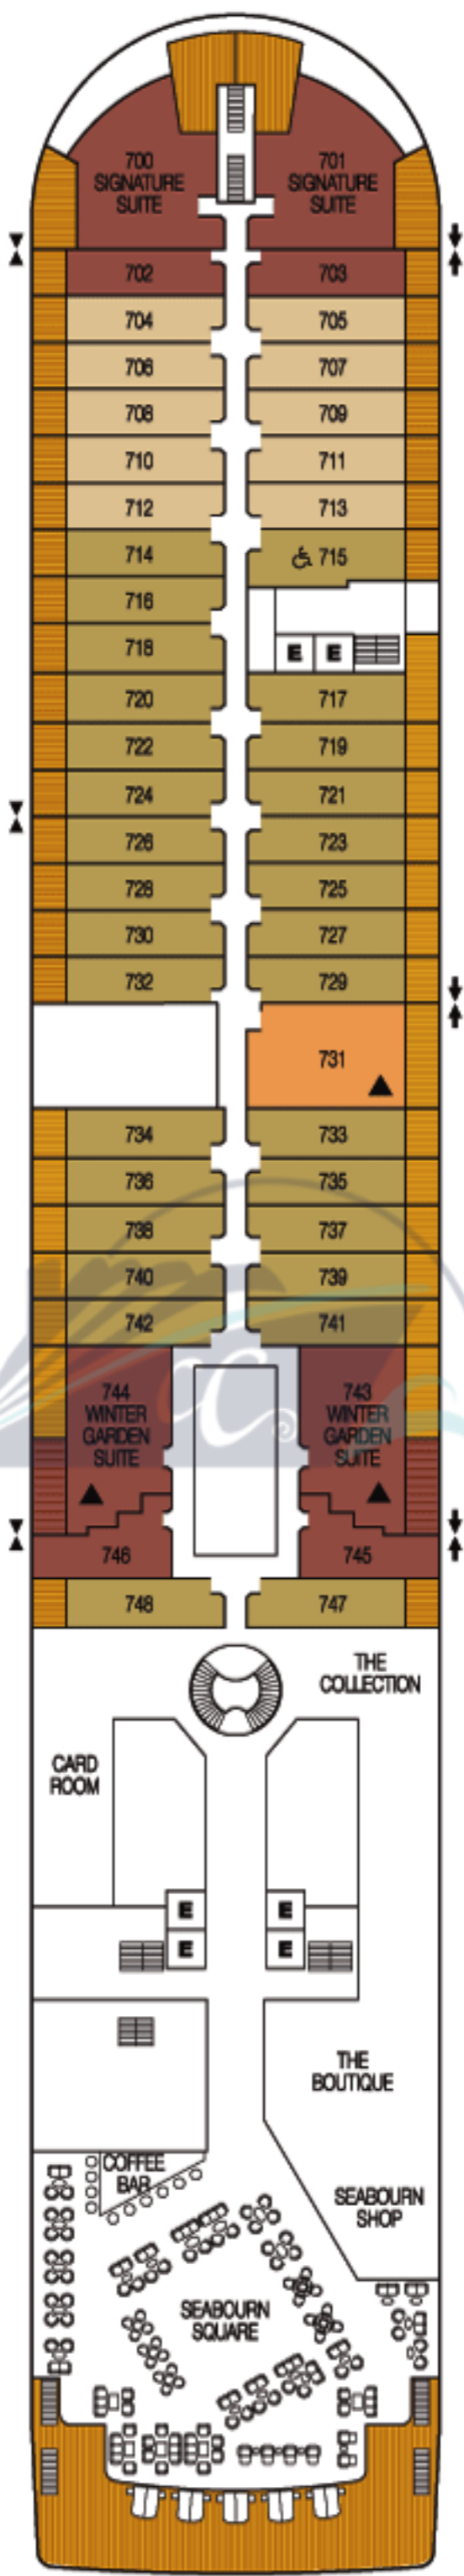 700
SIGNATURE
SUITE
701
SIGNATURE
SUITE
702
703
704
705
706
707
708
709
710
711
712
713
714
715
716
718
E E
720
717
722
719
724
721
726
723
728
725
730
727
732
729
731
734
733
736
735
738
737
740
739
742
741
744
WINTER
GARDEN
SUITE
743
WINTER
GARDEN
SUITE
746
745
748
747
THE
COLLECTION
CARD
ROOM
E
E
E
E
THE
BOUTIQUE
COFFEE
BAR
SEABOURN
SHOP
SEABOURN
SQUARE